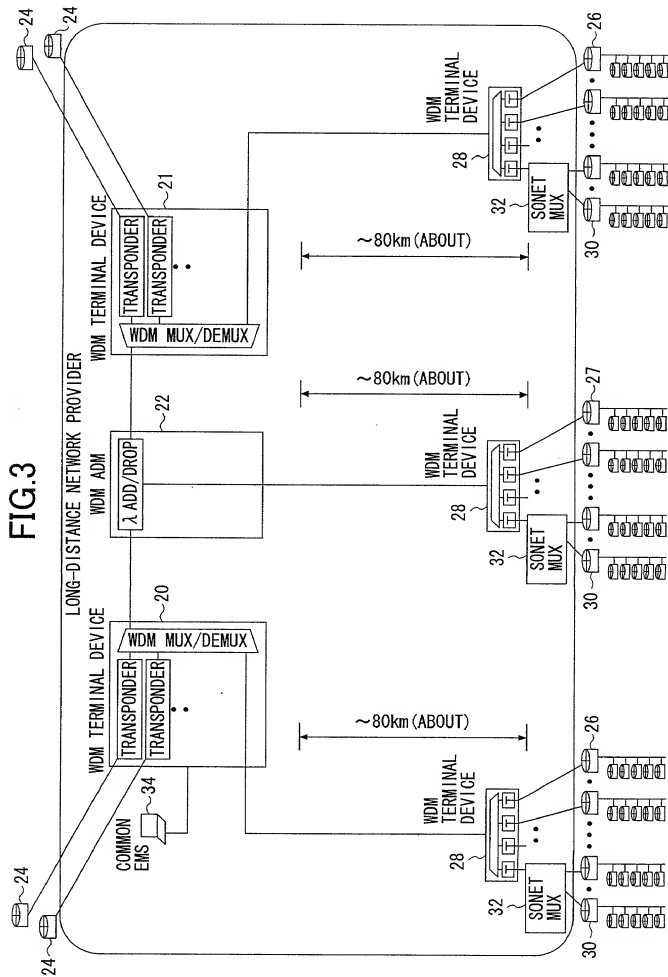 FIG.3
LONG-DISTANCE NETWORK PROVIDER
24
24
WDM TERMINAL DEVICE
20
TRANSPONDER
TRANSPONDER
WDM MUX/DEMUX
COMMON
EMS
34
WDM ADM
22
λ ADD/DROP
WDM TERMINAL DEVICE
21
TRANSPONDER
TRANSPONDER
WDM MUX/DEMUX
24
24
~80km(ABOUT)
~80km(ABOUT)
~80km(ABOUT)
WDM
TERMINAL
DEVICE
28
32
SONET
MUX
30
26
WDM
TERMINAL
DEVICE
28
32
SONET
MUX
30
27
WDM
TERMINAL
DEVICE
28
32
SONET
MUX
30
26